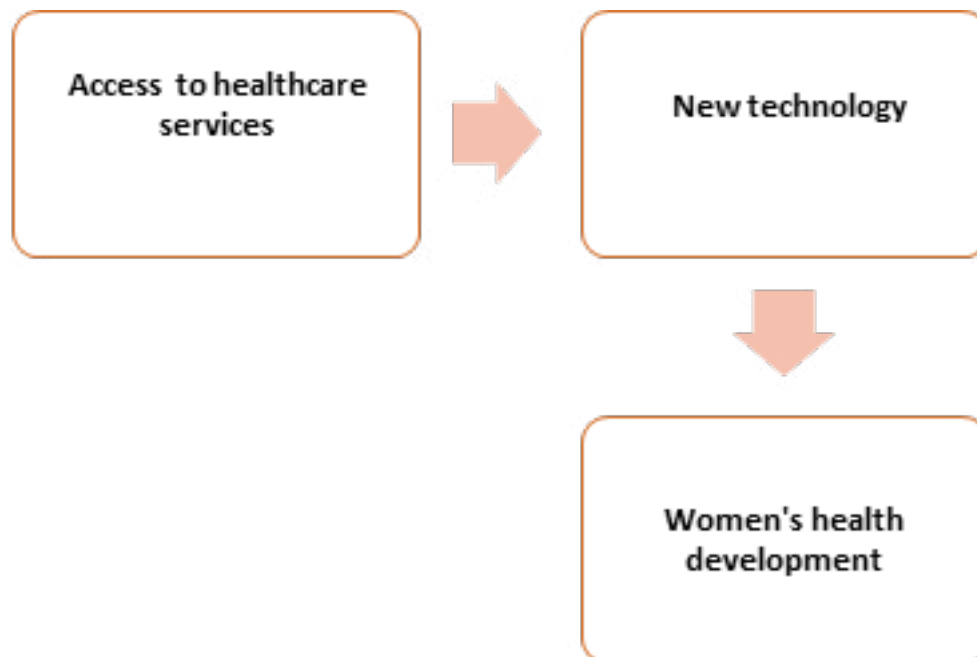 Access to healthcare
services
New technology
Women's health
development